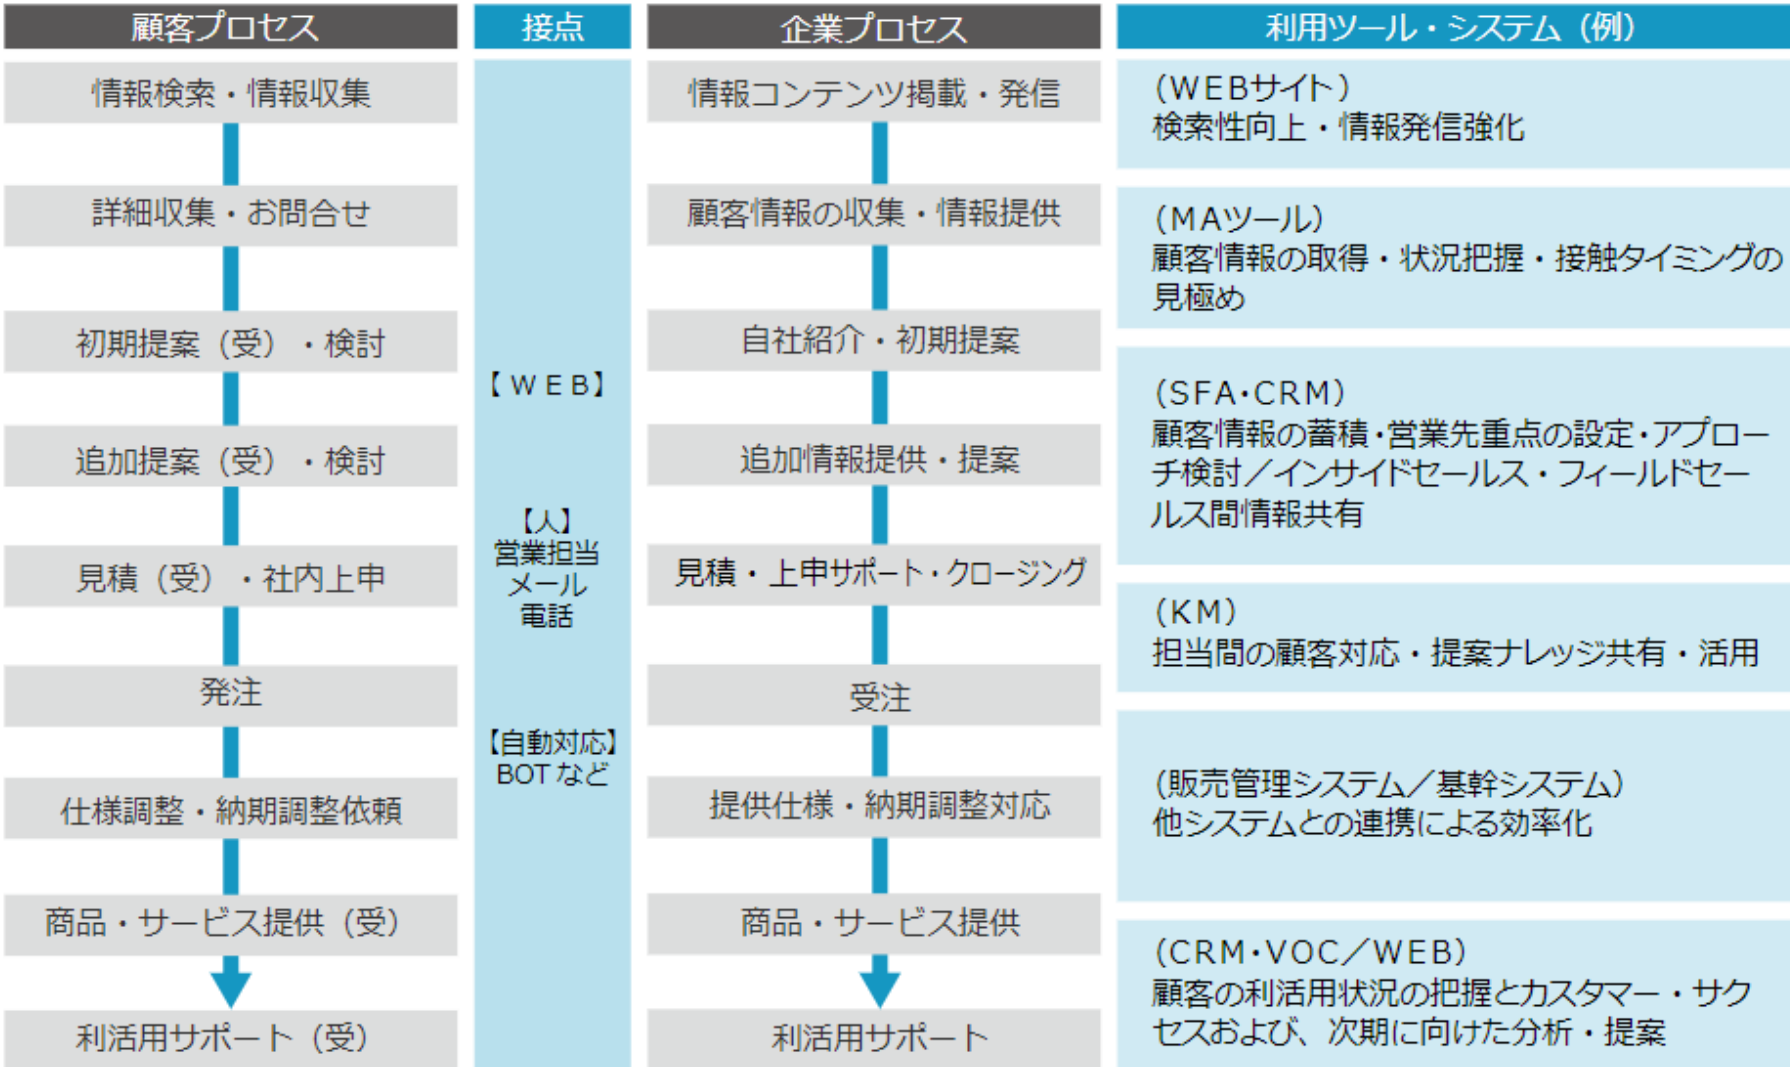 顧客プロセス
接点
企業プロセス
利用ツール・システム（例）
情報検索・情報収集
詳細収集・お問合せ
初期提案（受）・検討
追加提案（受）・検討
見積（受）・社内上申
発注
仕様調整・納期調整依頼
商品・サービス提供（受）
利活用サポート（受）
【ＷＥＢ】
【人】
営業担当
メール
電話
【自動対応】
BOTなど
情報コンテンツ掲載・発信
顧客情報の収集・情報提供
自社紹介・初期提案
追加情報提供・提案
見積・上申サポート・クロージング
受注
提供仕様・納期調整対応
商品・サービス提供
利活用サポート
（WEBサイト）
検索性向上・情報発信強化
（MAツール）
顧客情報の取得・状況把握・接触タイミングの
見極め
（SFA・CRM）
顧客情報の蓄積・営業先重点の設定・アプロー
チ検討／インサイドセールス・フィールドセー
ルス間情報共有
（KM）
担当間の顧客対応・提案ナレッジ共有・活用
（販売管理システム／基幹システム）
他システムとの連携による効率化
（CRM・VOC／WEB）
顧客の利活用状況の把握とカスタマー・サク
セスおよび、次期に向けた分析・提案